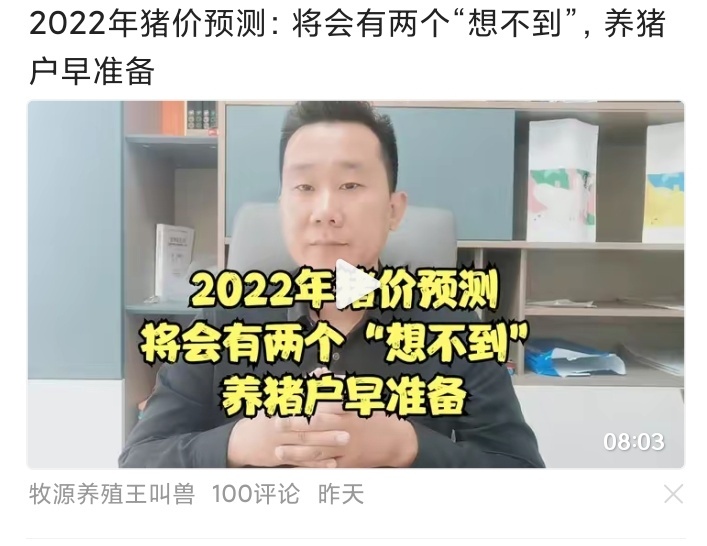 2022年猪价预测：将会有两个“想不到”，养猪
户早准备
2022年猪价预测
将会有两个“想不到”
养猪户早准备
08:03
牧源养殖王叫兽 100评论 昨天